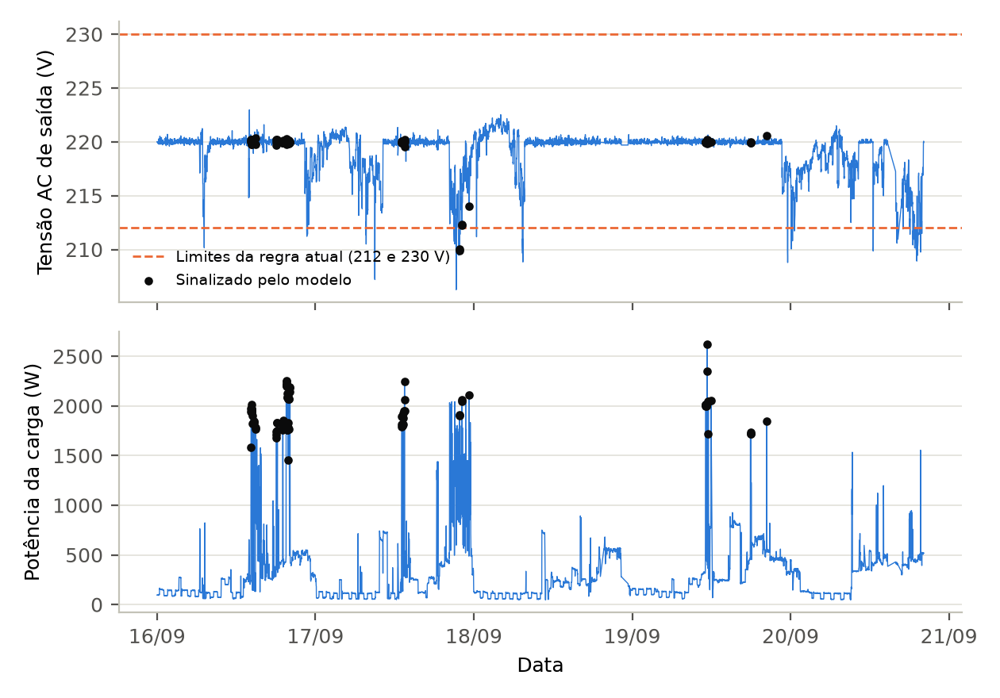 Tensão AC de saída (V)
230
225
220
215
210
Limites da regra atual (212 e 230 V)
Sinalizado pelo modelo
Potência da carga (W)
2500
2000
1500
1000
500
0
16/09 17/09 18/09 19/09 20/09 21/09
Data